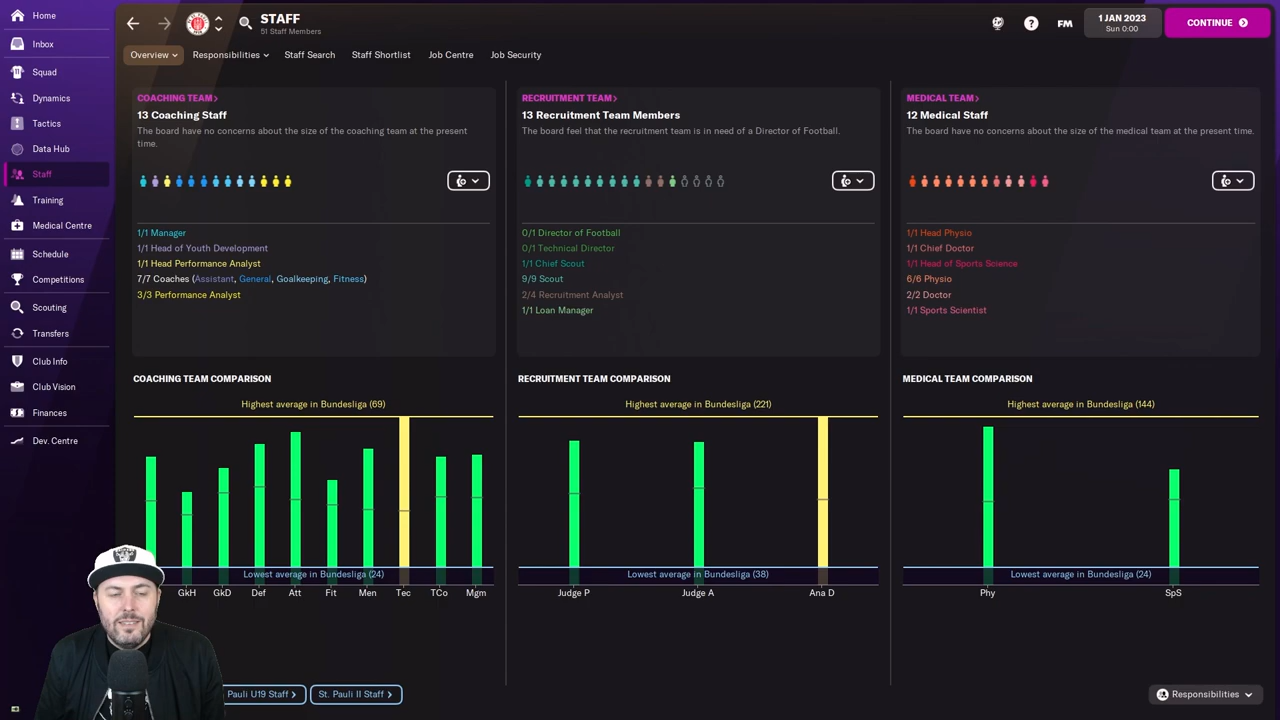 Home
Inbox
Squad
Dynamics
Tactics
Data Hub
Staff
Training
Medical Centre
Schedule
Competitions
Scouting
Transfers
Club Info
Club Vision
Finances
Dev. Centre
STAFF
51 Staff Members
?
FM
1 JAN 2023
Sun 0:00
CONTINUE
Overview
Responsibilities
Staff Search
Staff Shortlist
Job Centre
Job Security
COACHING TEAM >
13 Coaching Staff
The board have no concerns about the size of the coaching team at the present
time.
1/1 Manager
1/1 Head of Youth Development
1/1 Head Performance Analyst
7/7 Coaches (Assistant, General, Goalkeeping, Fitness)
3/3 Performance Analyst
RECRUITMENT TEAM >
13 Recruitment Team Members
The board feel that the recruitment team is in need of a Director of Football.
0/1 Director of Football
0/1 Technical Director
1/1 Chief Scout
9/9 Scout
2/4 Recruitment Analyst
1/1 Loan Manager
MEDICAL TEAM >
12 Medical Staff
The board have no concerns about the size of the medical team at the present time.
1/1 Head Physio
1/1 Chief Doctor
1/1 Head of Sports Science
6/6 Physio
2/2 Doctor
1/1 Sports Scientist
COACHING TEAM COMPARISON
Highest average in Bundesliga (69)
Lowest average in Bundesliga (24)
GkH GkD Def Att Fit Men Tec TCo Mgm
RECRUITMENT TEAM COMPARISON
Highest average in Bundesliga (221)
Lowest average in Bundesliga (38)
Judge P Judge A Ana D
MEDICAL TEAM COMPARISON
Highest average in Bundesliga (144)
Lowest average in Bundesliga (24)
Phy SpS
Pauli U19 Staff >
St. Pauli II Staff >
Responsibilities